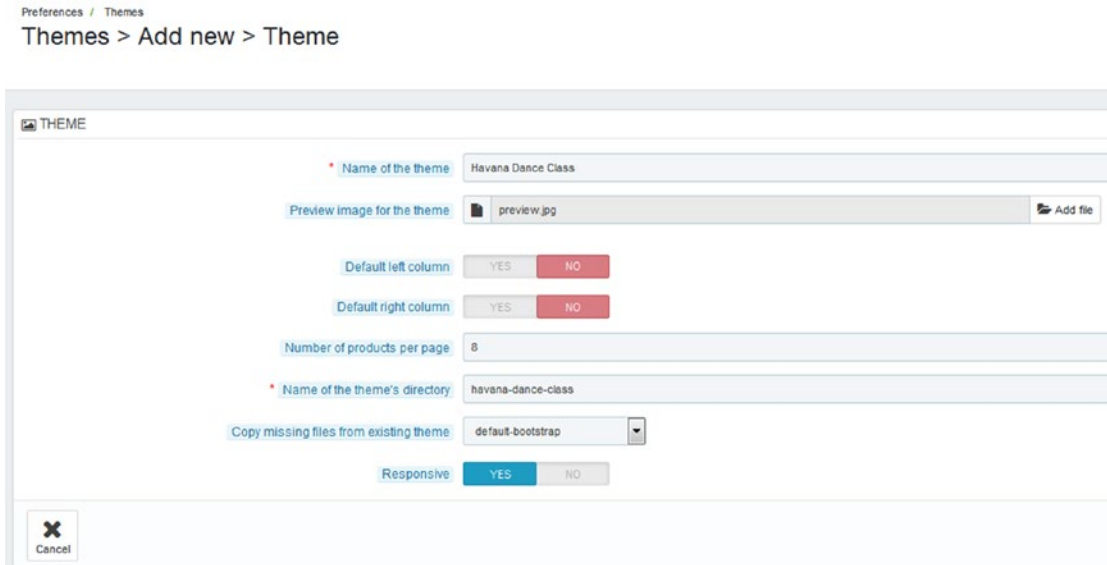 Preferences / Themes
Themes > Add new > Theme
THEME
* Name of the theme Havana Dance Class
Preview image for the theme preview.jpg Add file
Default left column YES NO
Default right column YES NO
Number of products per page 8
* Name of the theme's directory havana-dance-class
Copy missing files from existing theme default-bootstrap
Responsive YES NO
Cancel